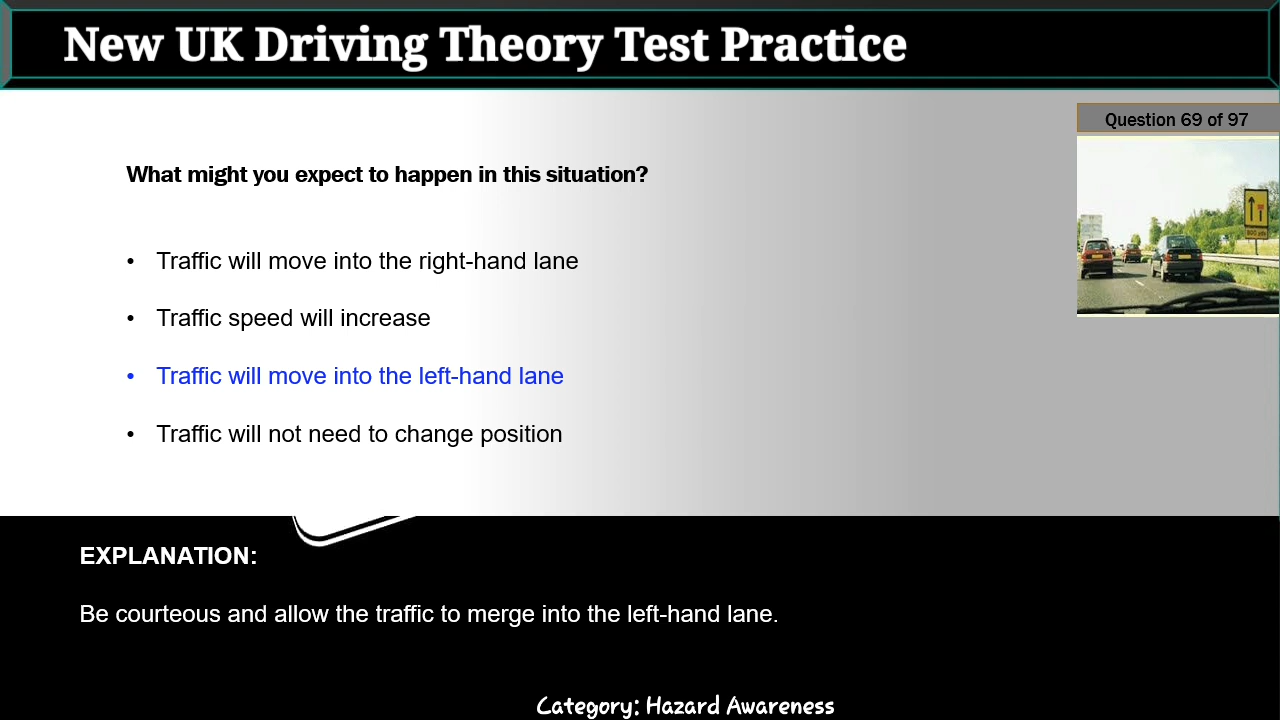 New UK Driving Theory Test Practice
Question 69 of 97
What might you expect to happen in this situation?
• Traffic will move into the right-hand lane
• Traffic speed will increase
• Traffic will move into the left-hand lane
• Traffic will not need to change position
EXPLANATION:
Be courteous and allow the traffic to merge into the left-hand lane.
Category: Hazard Awareness